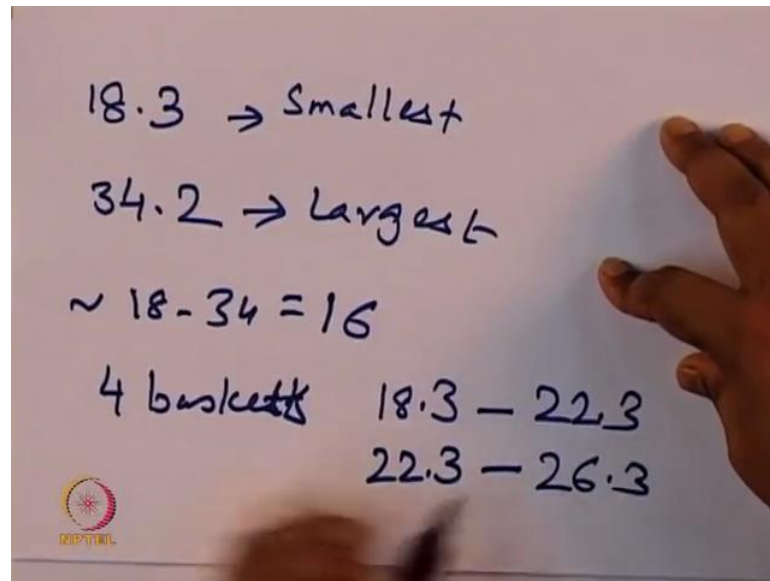 18.3 → Smallest
34.2 → Largest
~ 18 - 34 = 16
4 baskets 18.3 — 22.3
22.3 — 26.3
NPTEL